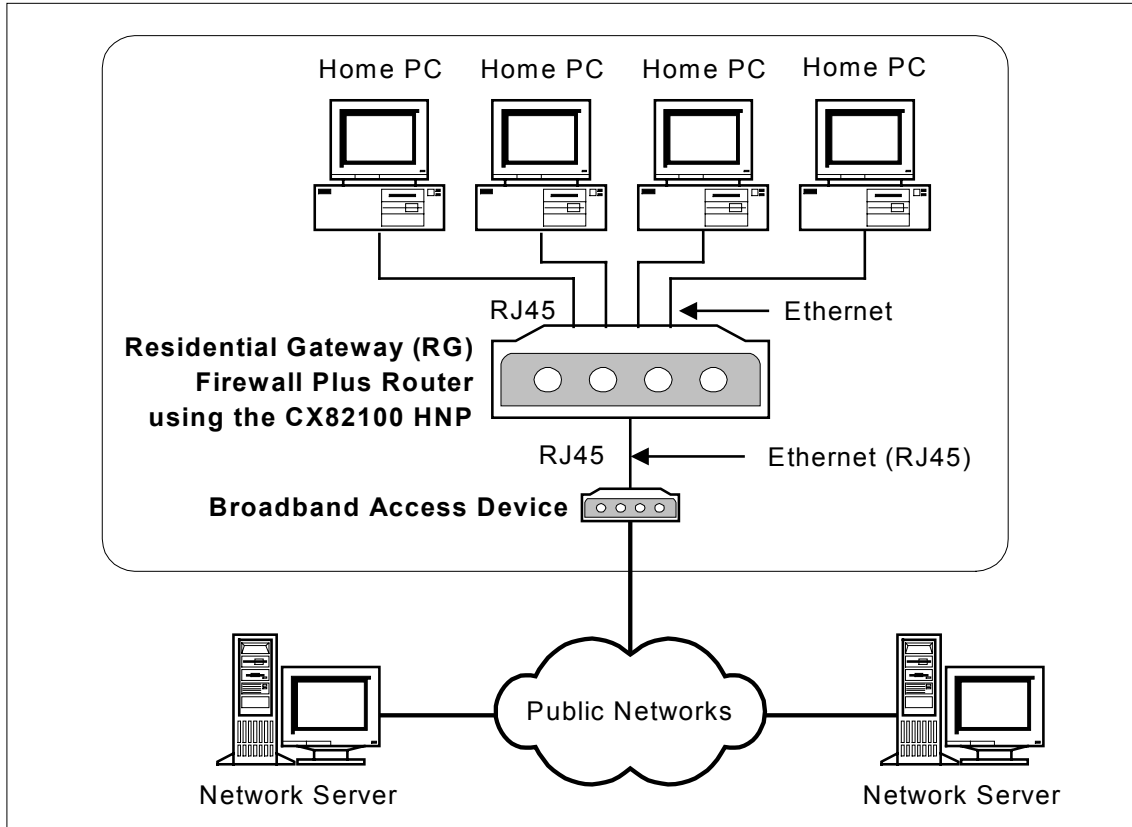 Home PC Home PC Home PC Home PC
RJ45
Ethernet
Residential Gateway (RG)
Firewall Plus Router
using the CX82100 HNP
RJ45
Ethernet (RJ45)
Broadband Access Device
Public Networks
Network Server
Network Server